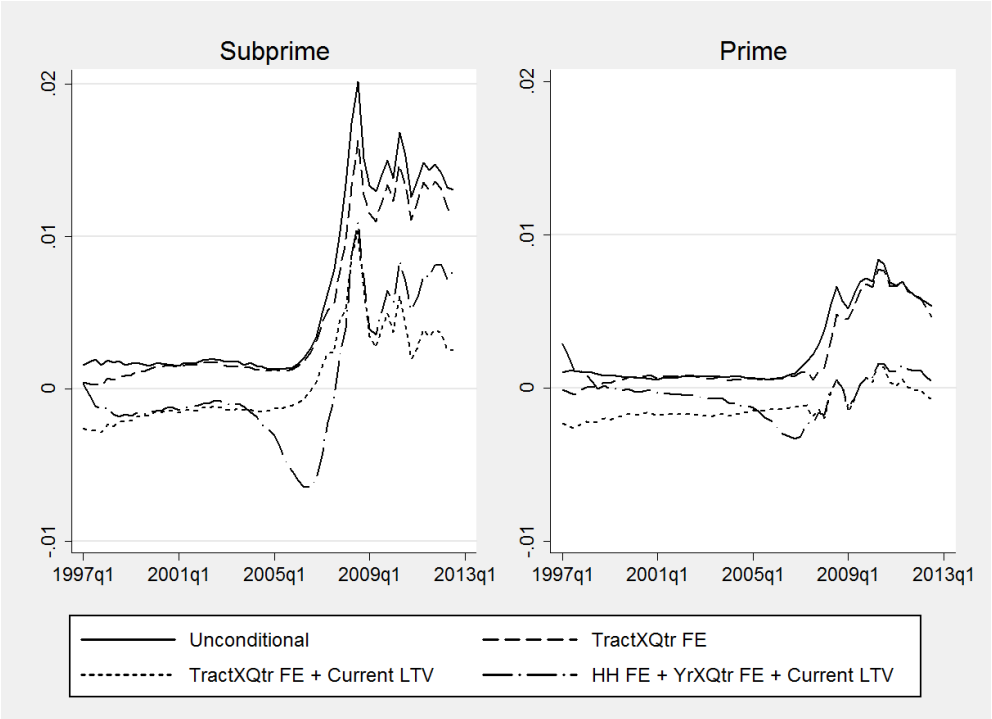 Subprime
Prime
.02
.01
0
-.01
1997q1 2001q1 2005q1 2009q1 2013q1
.02
.01
0
-.01
1997q1 2001q1 2005q1 2009q1 2013q1
Unconditional
TractXQtr FE
TractXQtr FE + Current LTV
HH FE + YrXQtr FE + Current LTV